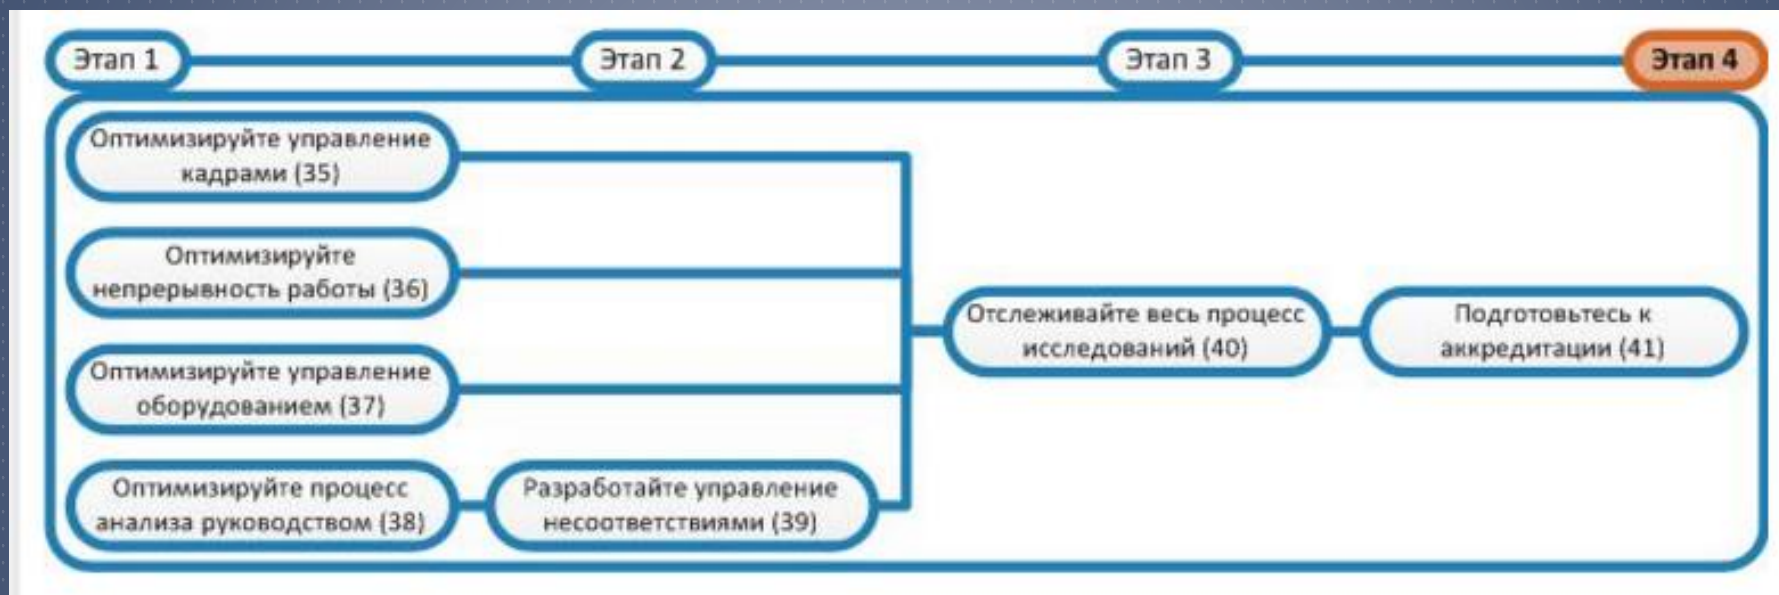 Этап 1
Этап 2
Этап 3
Этап 4
Оптимизируйте управление
кадрами (35)
Оптимизируйте
непрерывность работы (36)
Оптимизируйте управление
оборудованием (37)
Оптимизируйте процесс
анализа руководством (38)
Разработайте управление
несоответствиями (39)
Отслеживайте весь процесс
исследований (40)
Подготовьтесь к
аккредитации (41)